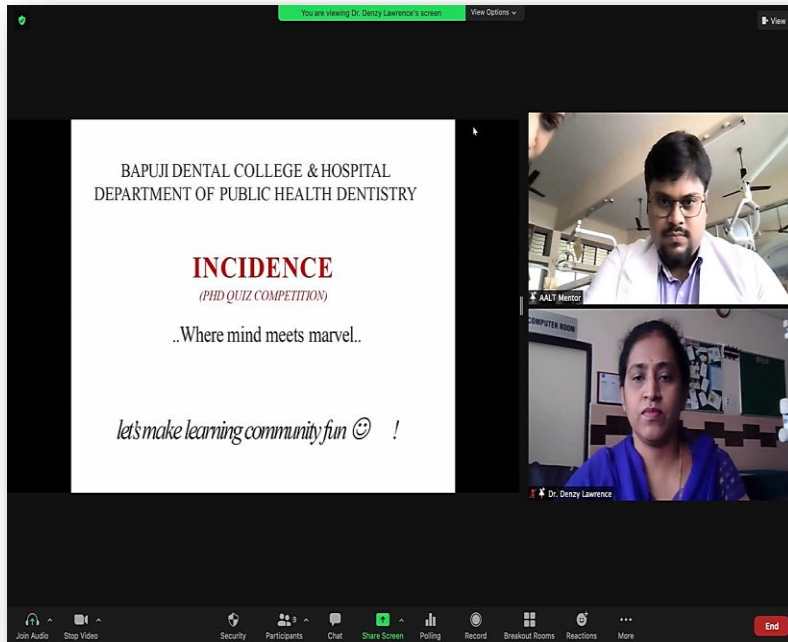 You are viewing Dr. Denzy Lawrence's screen
View Options
View
BAPUJI DENTAL COLLEGE & HOSPITAL
DEPARTMENT OF PUBLIC HEALTH DENTISTRY
INCIDENCE
(PHD QUIZ COMPETITION)
..Where mind meets marvel..
let's make learning community fun ☺ !
AALT Mentor
COMPUTER ROOM
Dr. Denzy Lawrence
Join Audio
Stop Video
Security
Participants
9
Chat
Share Screen
Polling
Record
Breakout Rooms
Reactions
More
End